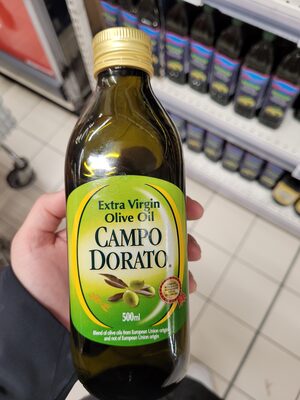 Extra Virgin
Olive Oil
CAMPO
DORATO®
500ml
Blend of olive oils from European Union origin
and not of European Union origin